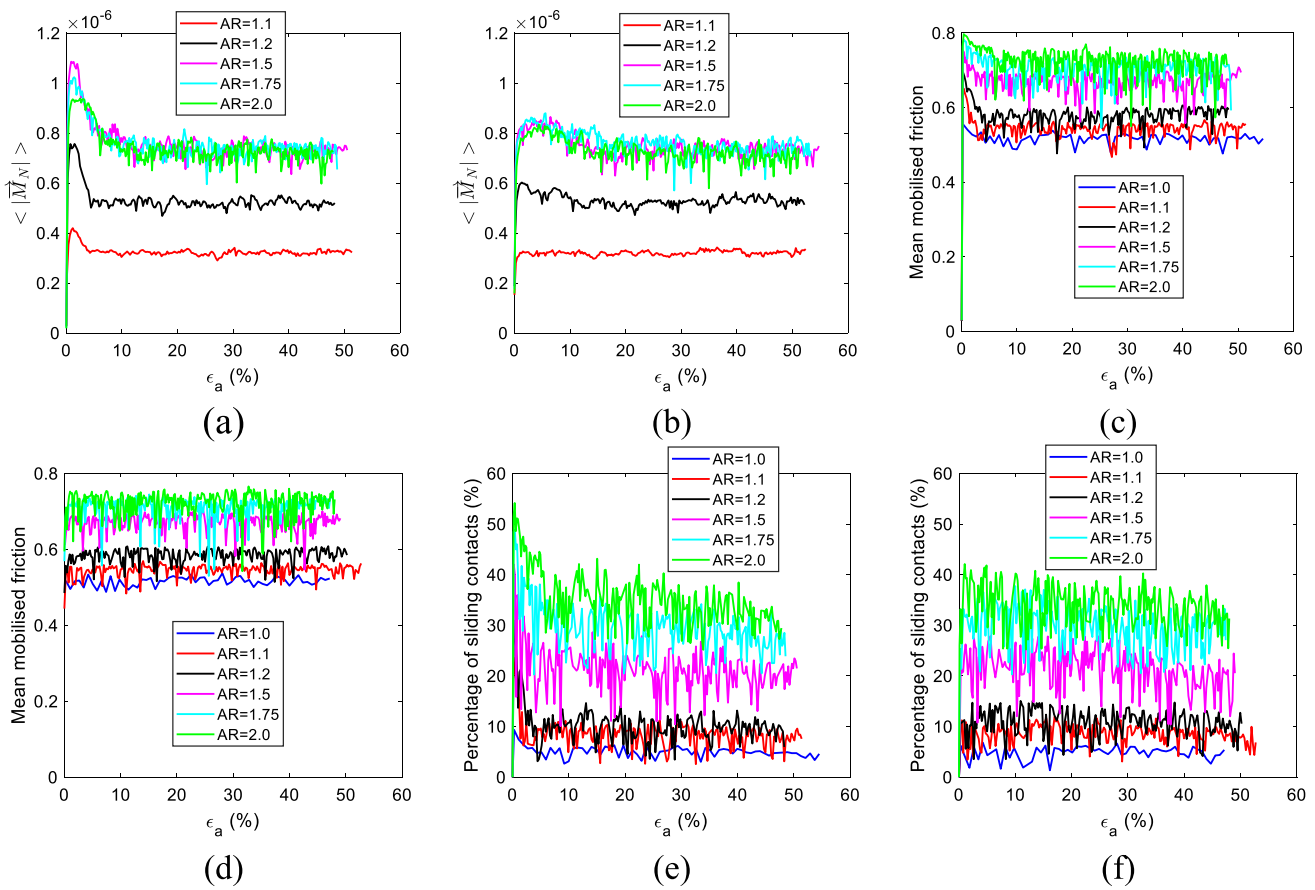 ×10^-6
AR=1.1
AR=1.2
AR=1.5
AR=1.75
AR=2.0
1.2
1
0.8
0.6
0.4
0.2
0
< |M⃗_N| >
0 10 20 30 40 50 60
ϵ_a (%)
(a)
×10^-6
AR=1.1
AR=1.2
AR=1.5
AR=1.75
AR=2.0
1.2
1
0.8
0.6
0.4
0.2
0
< |M⃗_N| >
0 10 20 30 40 50 60
ϵ_a (%)
(b)
0.8
0.6
0.4
0.2
0
Mean mobilised friction
AR=1.0
AR=1.1
AR=1.2
AR=1.5
AR=1.75
AR=2.0
0 10 20 30 40 50 60
ϵ_a (%)
(c)
0.8
0.6
0.4
0.2
0
Mean mobilised friction
AR=1.0
AR=1.1
AR=1.2
AR=1.5
AR=1.75
AR=2.0
0 10 20 30 40 50 60
ϵ_a (%)
(d)
AR=1.0
AR=1.1
AR=1.2
AR=1.5
AR=1.75
AR=2.0
60
50
40
30
20
10
0
Percentage of sliding contacts (%)
0 10 20 30 40 50 60
ϵ_a (%)
(e)
AR=1.0
AR=1.1
AR=1.2
AR=1.5
AR=1.75
AR=2.0
60
50
40
30
20
10
0
Percentage of sliding contacts (%)
0 10 20 30 40 50 60
ϵ_a (%)
(f)